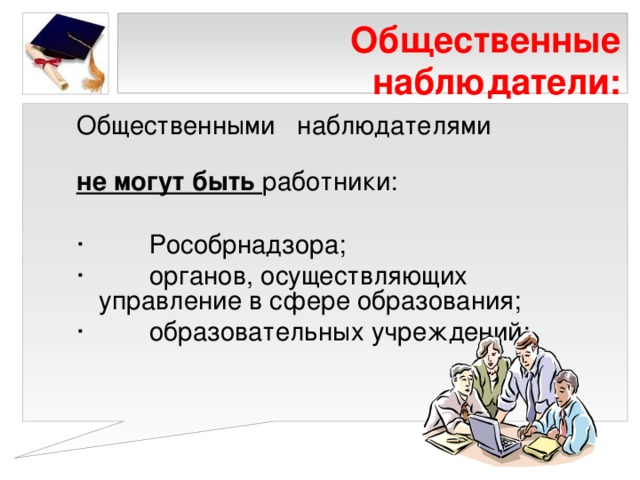 Общественные
наблюдатели:
Общественными наблюдателями
не могут быть работники:
· Рособрнадзора;
· органов, осуществляющих
управление в сфере образования;
· образовательных учреждений;